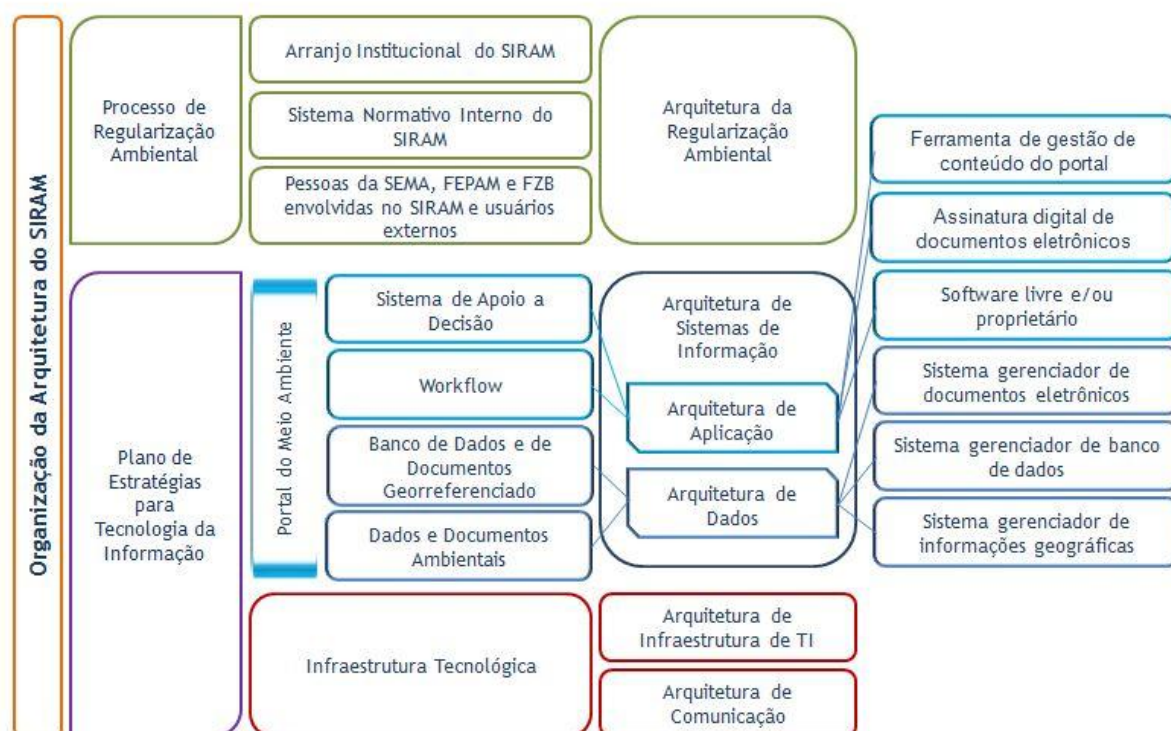 Organização da Arquitetura do SIRAM
Processo de
Regularização
Ambiental
Arranjo Institucional do SIRAM
Sistema Normativo Interno do
SIRAM
Pessoas da SEMA, FEPAM e FZB
envolvidas no SIRAM e usuários
externos
Arquitetura da
Regularização
Ambiental
Plano de
Estratégias
para
Tecnologia da
Informação
Portal do Meio Ambiente
Sistema de Apoio a
Decisão
Workflow
Banco de Dados e de
Documentos
Georreferenciado
Dados e Documentos
Ambientais
Arquitetura de
Sistemas de
Informação
Arquitetura de
Aplicação
Arquitetura de
Dados
Ferramenta de gestão de
conteúdo do portal
Assinatura digital de
documentos eletrônicos
Software livre e/ou
proprietário
Sistema gerenciador de
documentos eletrônicos
Sistema gerenciador de banco
de dados
Sistema gerenciador de
informações geográficas
Infraestrutura Tecnológica
Arquitetura de
Infraestrutura de TI
Arquitetura de
Comunicação